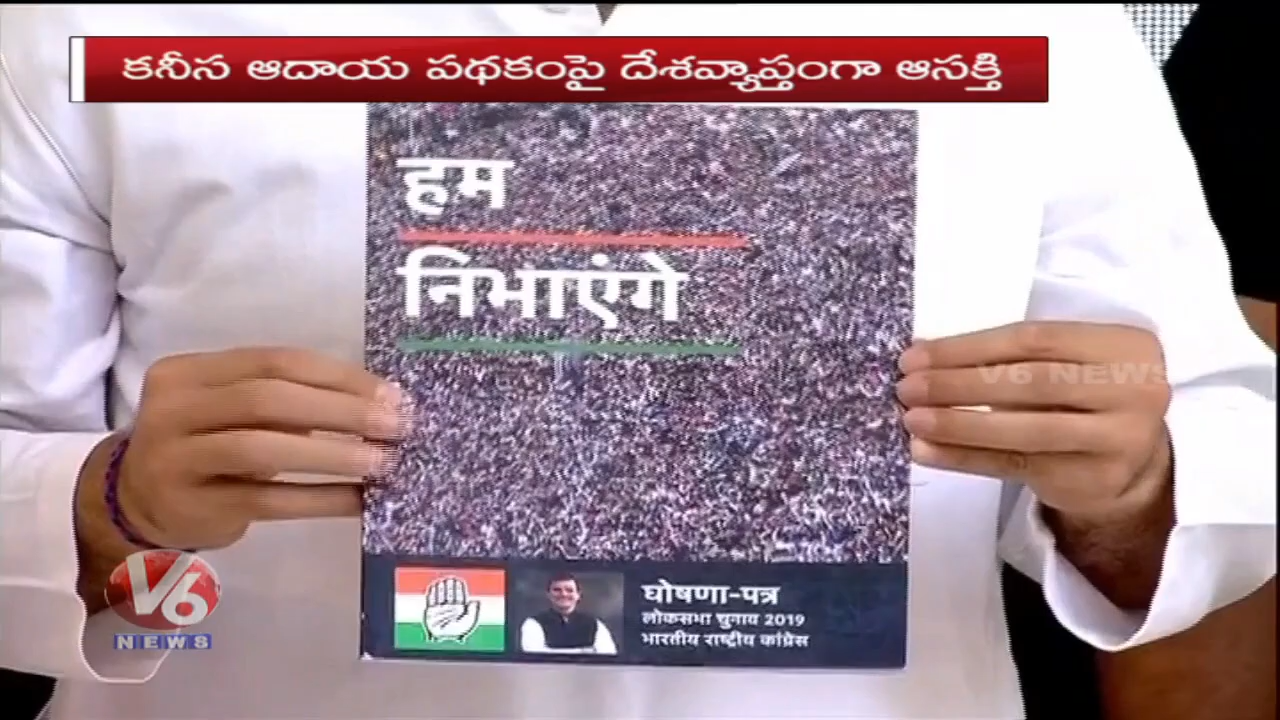 కనీస ఆదాయ పథకంపై దేశవ్యాప్తంగా ఆసక్తి
हम
निभाएंगे
V6 NEWS
घोषणा-पत्र
लोकसभा चुनाव 2019
भारतीय राष्ट्रीय कांग्रेस
V6
NEWS